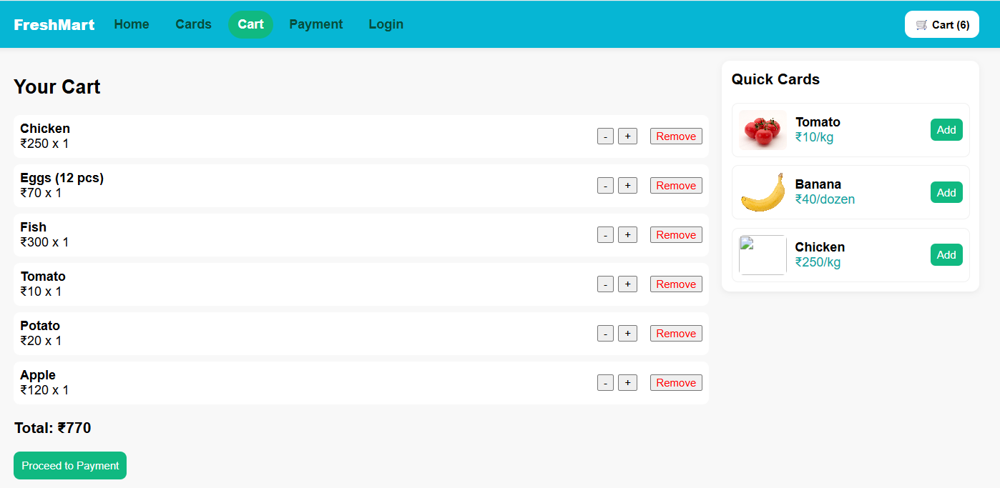 FreshMart Home Cards Cart Payment Login 🛒 Cart (6)
Your Cart
Chicken
₹250 x 1
- + Remove
Eggs (12 pcs)
₹70 x 1
- + Remove
Fish
₹300 x 1
- + Remove
Tomato
₹10 x 1
- + Remove
Potato
₹20 x 1
- + Remove
Apple
₹120 x 1
- + Remove
Total: ₹770
Proceed to Payment
Quick Cards
Tomato
₹10/kg
Add
Banana
₹40/dozen
Add
Chicken
₹250/kg
Add